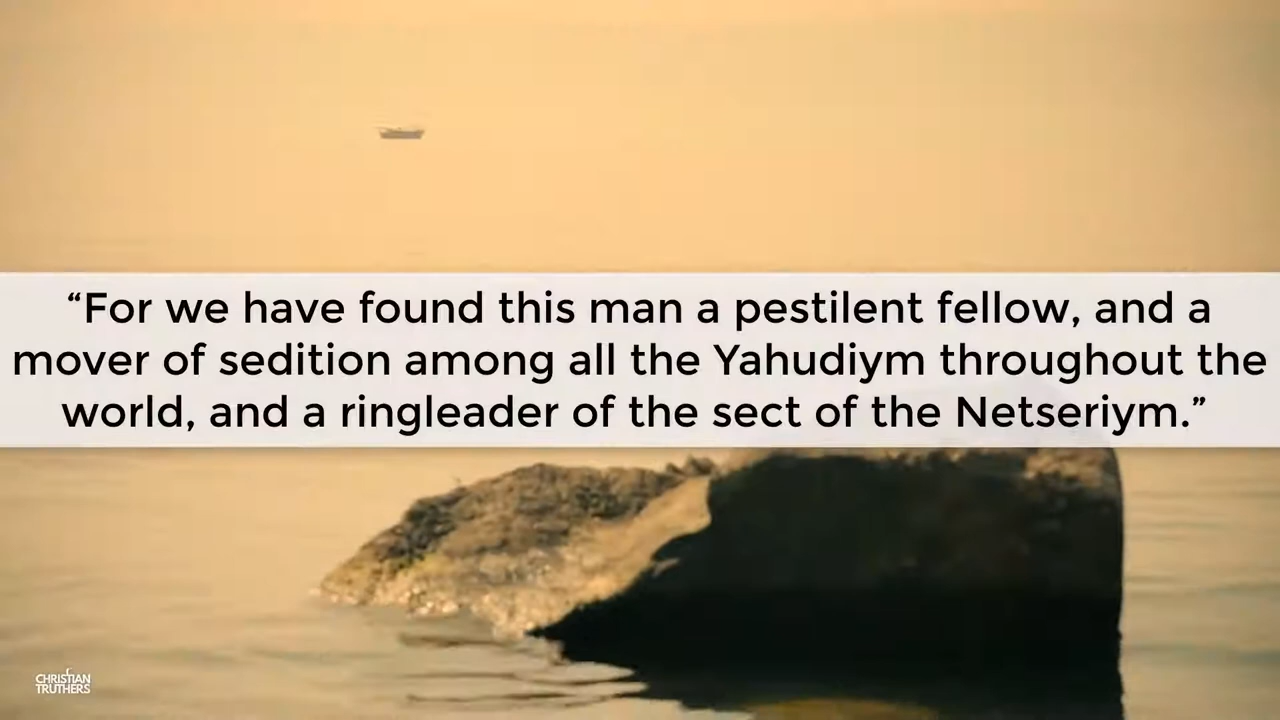 “For we have found this man a pestilent fellow, and a
mover of sedition among all the Yahudiym throughout the
world, and a ringleader of the sect of the Netseriym.”
CHRISTIAN
TRUTHERS